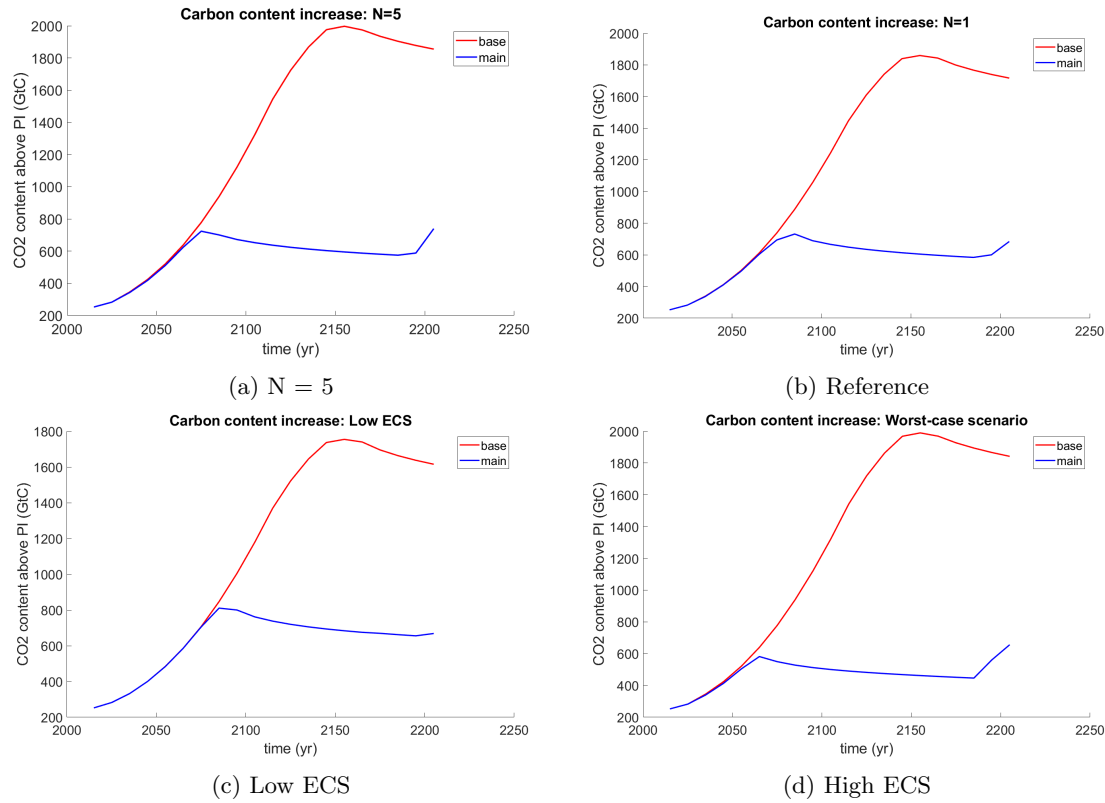 Carbon content increase: N=5
2000
1800
1600
1400
1200
1000
800
600
400
200
CO2 content above PI (GtC)
base
main
2000
2050
2100
2150
2200
2250
time (yr)
(a) N = 5
Carbon content increase: N=1
2000
1800
1600
1400
1200
1000
800
600
400
200
CO2 content above PI (GtC)
base
main
2050
2100
2150
2200
2250
time (yr)
(b) Reference
Carbon content increase: Low ECS
1800
1600
1400
1200
1000
800
600
400
200
CO2 content above PI (GtC)
base
main
2000
2050
2100
2150
2200
2250
time (yr)
(c) Low ECS
Carbon content increase: Worst-case scenario
2000
1800
1600
1400
1200
1000
800
600
400
200
CO2 content above PI (GtC)
base
main
2000
2050
2100
2150
2200
2250
time (yr)
(d) High ECS